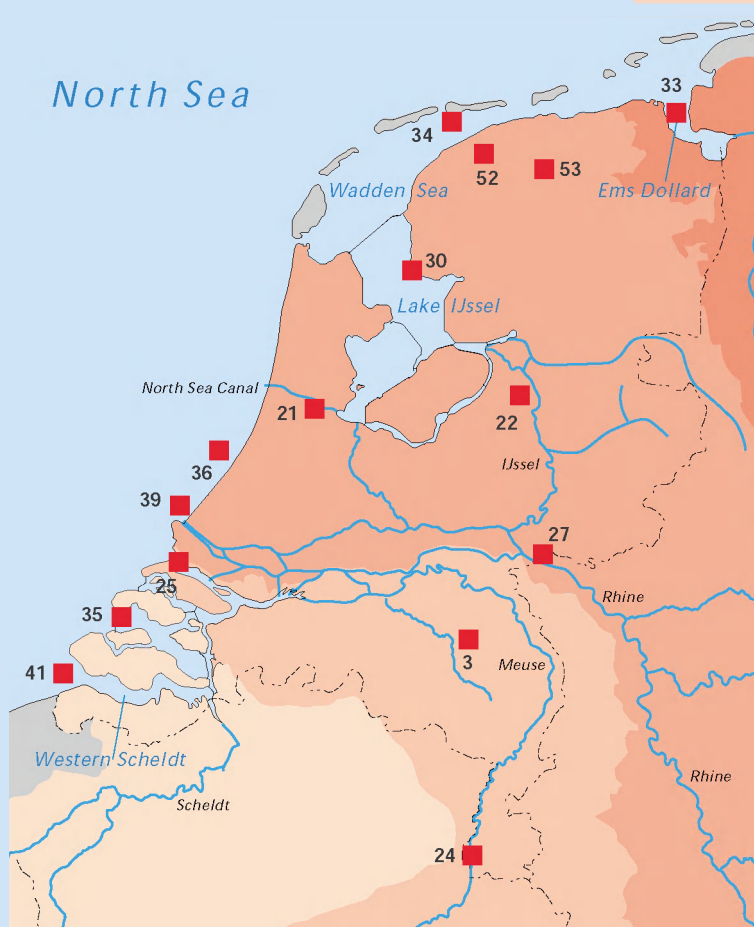 North Sea
33
34
52
53
Wadden Sea
Ems Dollard
30
Lake IJssel
North Sea Canal
21
22
36
IJssel
39
27
25
Rhine
35
3
Meuse
41
Western Scheldt
Rhine
Scheldt
24